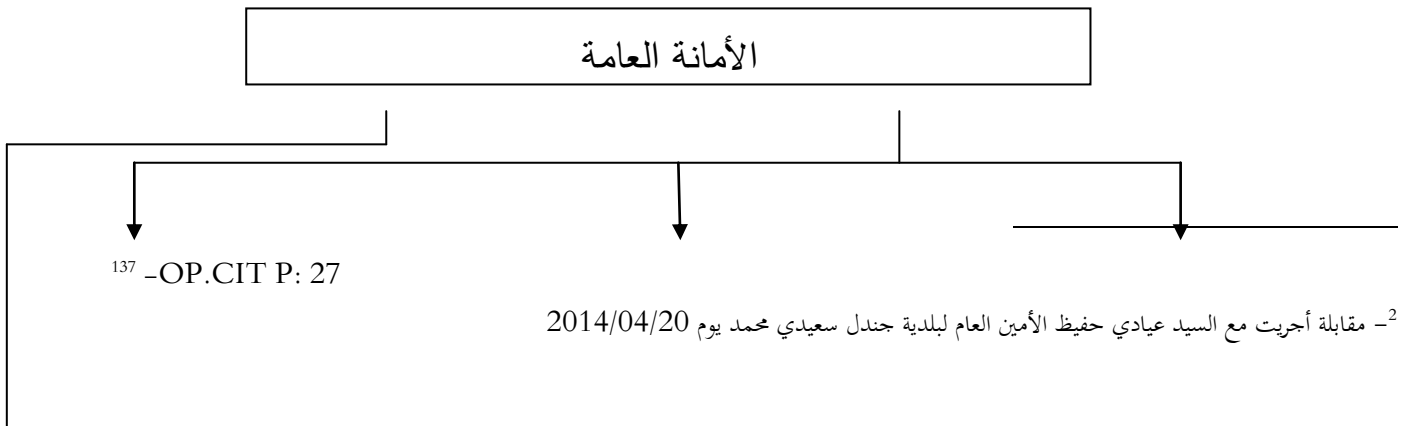 الأمانة العامة
137 -OP.CIT P: 27
2- مقابلة أجريت مع السيد عيادي حفيظ الأمين العام لبلدية جندل سعيدي محمد يوم 2014/04/20